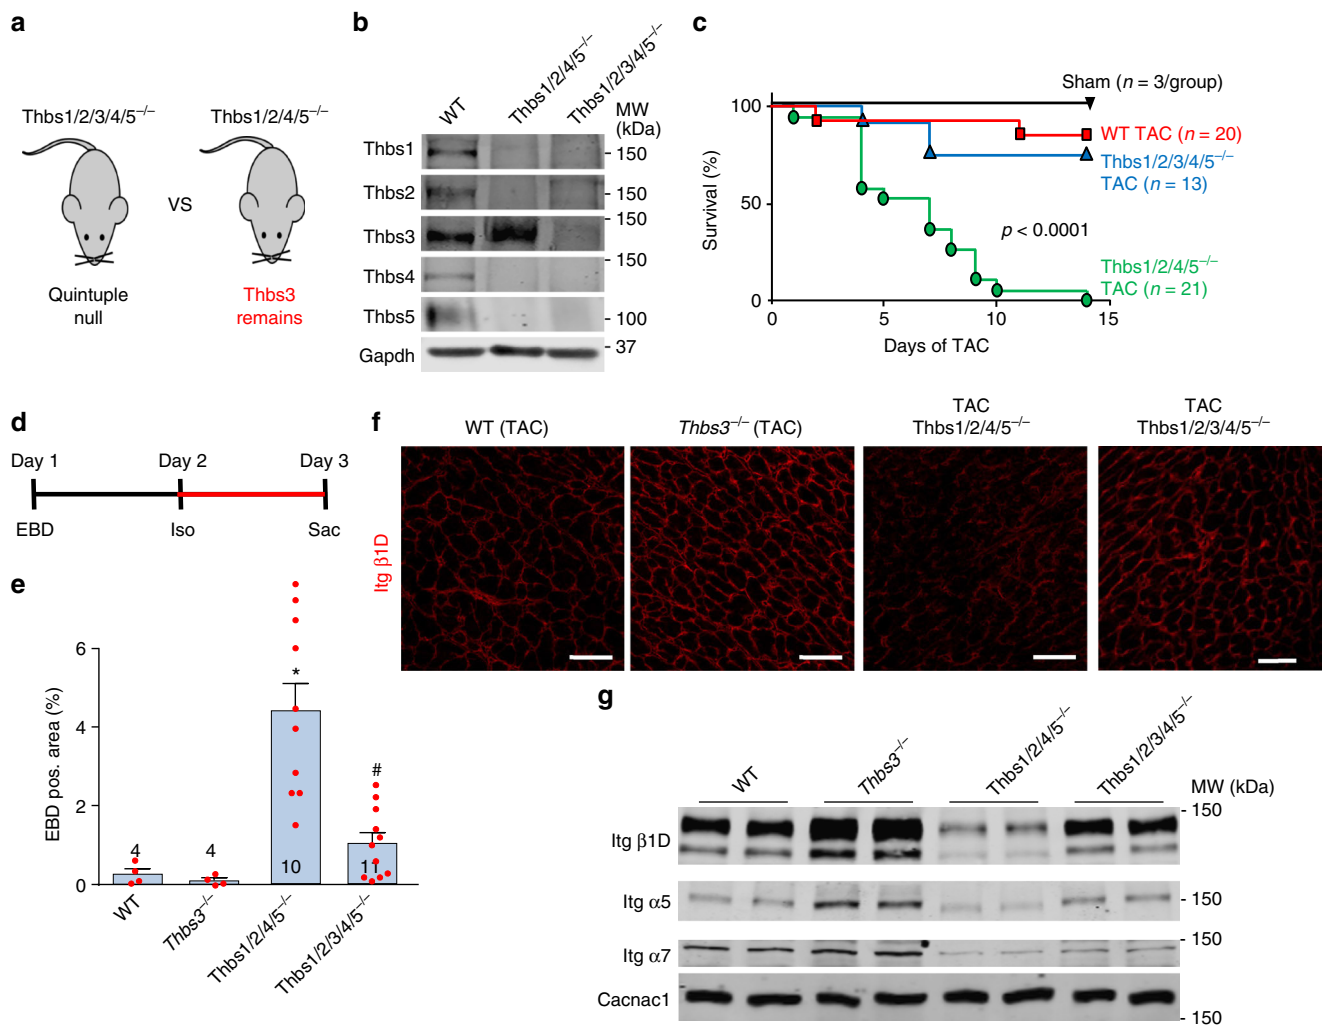 a
Thbs1/2/3/4/5–/–
Thbs1/2/4/5–/–
VS
Quintuple
null
Thbs3
remains
b
WT
Thbs1/2/4/5–/–
Thbs1/2/3/4/5–/–
MW
(kDa)
Thbs1
150
Thbs2
150
Thbs3
150
Thbs4
150
Thbs5
100
Gapdh
37
c
Survival (%)
100
50
0
0
5
10
15
Days of TAC
Sham (n = 3/group)
WT TAC (n = 20)
Thbs1/2/3/4/5–/–
TAC (n = 13)
p < 0.0001
Thbs1/2/4/5–/–
TAC (n = 21)
d
Day 1
Day 2
Day 3
EBD
Iso
Sac
e
EBD pos. area (%)
6
4
2
0
4
4
*
10
#
11
WT
Thbs3–/–
Thbs1/2/4/5–/–
Thbs1/2/3/4/5–/–
f
WT (TAC)
Thbs3–/– (TAC)
TAC
Thbs1/2/4/5–/–
TAC
Thbs1/2/3/4/5–/–
Itg β1D
g
WT
Thbs3–/–
Thbs1/2/4/5–/–
Thbs1/2/3/4/5–/–
MW (kDa)
Itg β1D
150
Itg α5
150
Itg α7
150
Cacnac1
150